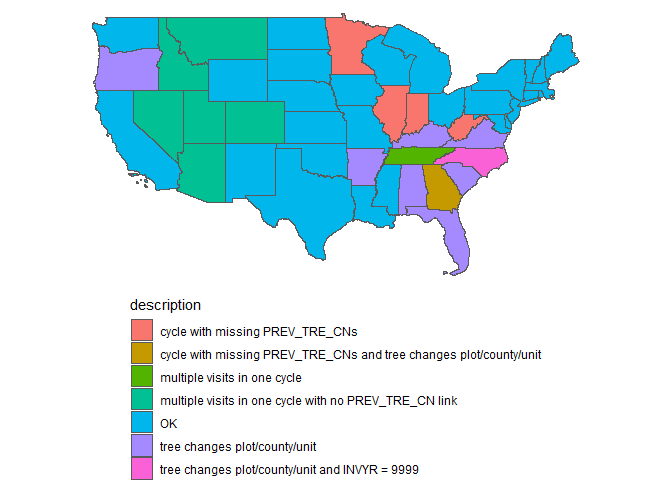 description
cycle with missing PREV_TRE_CNs
cycle with missing PREV_TRE_CNs and tree changes plot/county/unit
multiple visits in one cycle
multiple visits in one cycle with no PREV_TRE_CN link
OK
tree changes plot/county/unit
tree changes plot/county/unit and INVYR = 9999